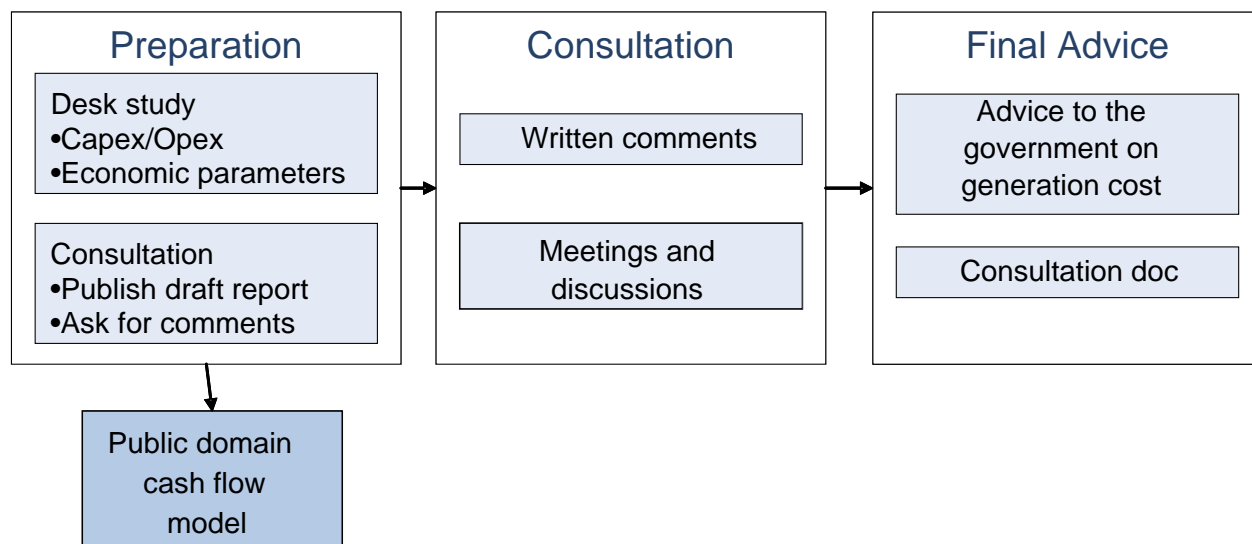 Preparation
Desk study
•Capex/Opex
•Economic parameters
Consultation
•Publish draft report
•Ask for comments
Public domain
cash flow
model
Consultation
Written comments
Meetings and
discussions
Final Advice
Advice to the
government on
generation cost
Consultation doc